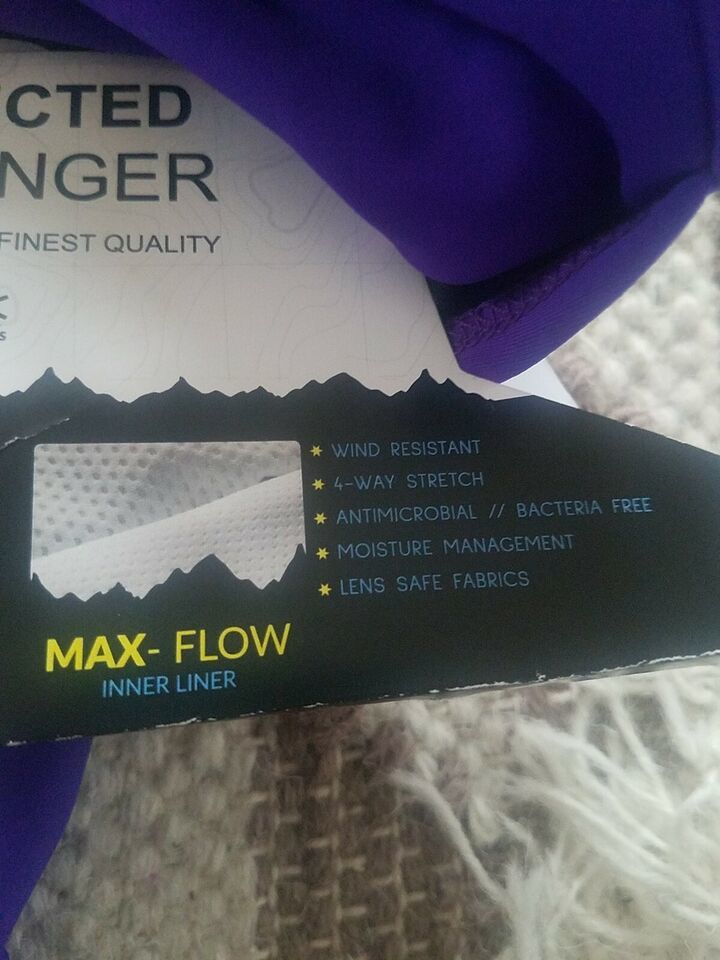 CTED
NGER
FINEST QUALITY
S
WIND RESISTANT
4-WAY STRETCH
ANTIMICROBIAL // BACTERIA FREE
MOISTURE MANAGEMENT
LENS SAFE FABRICS
MAX- FLOW
INNER LINER